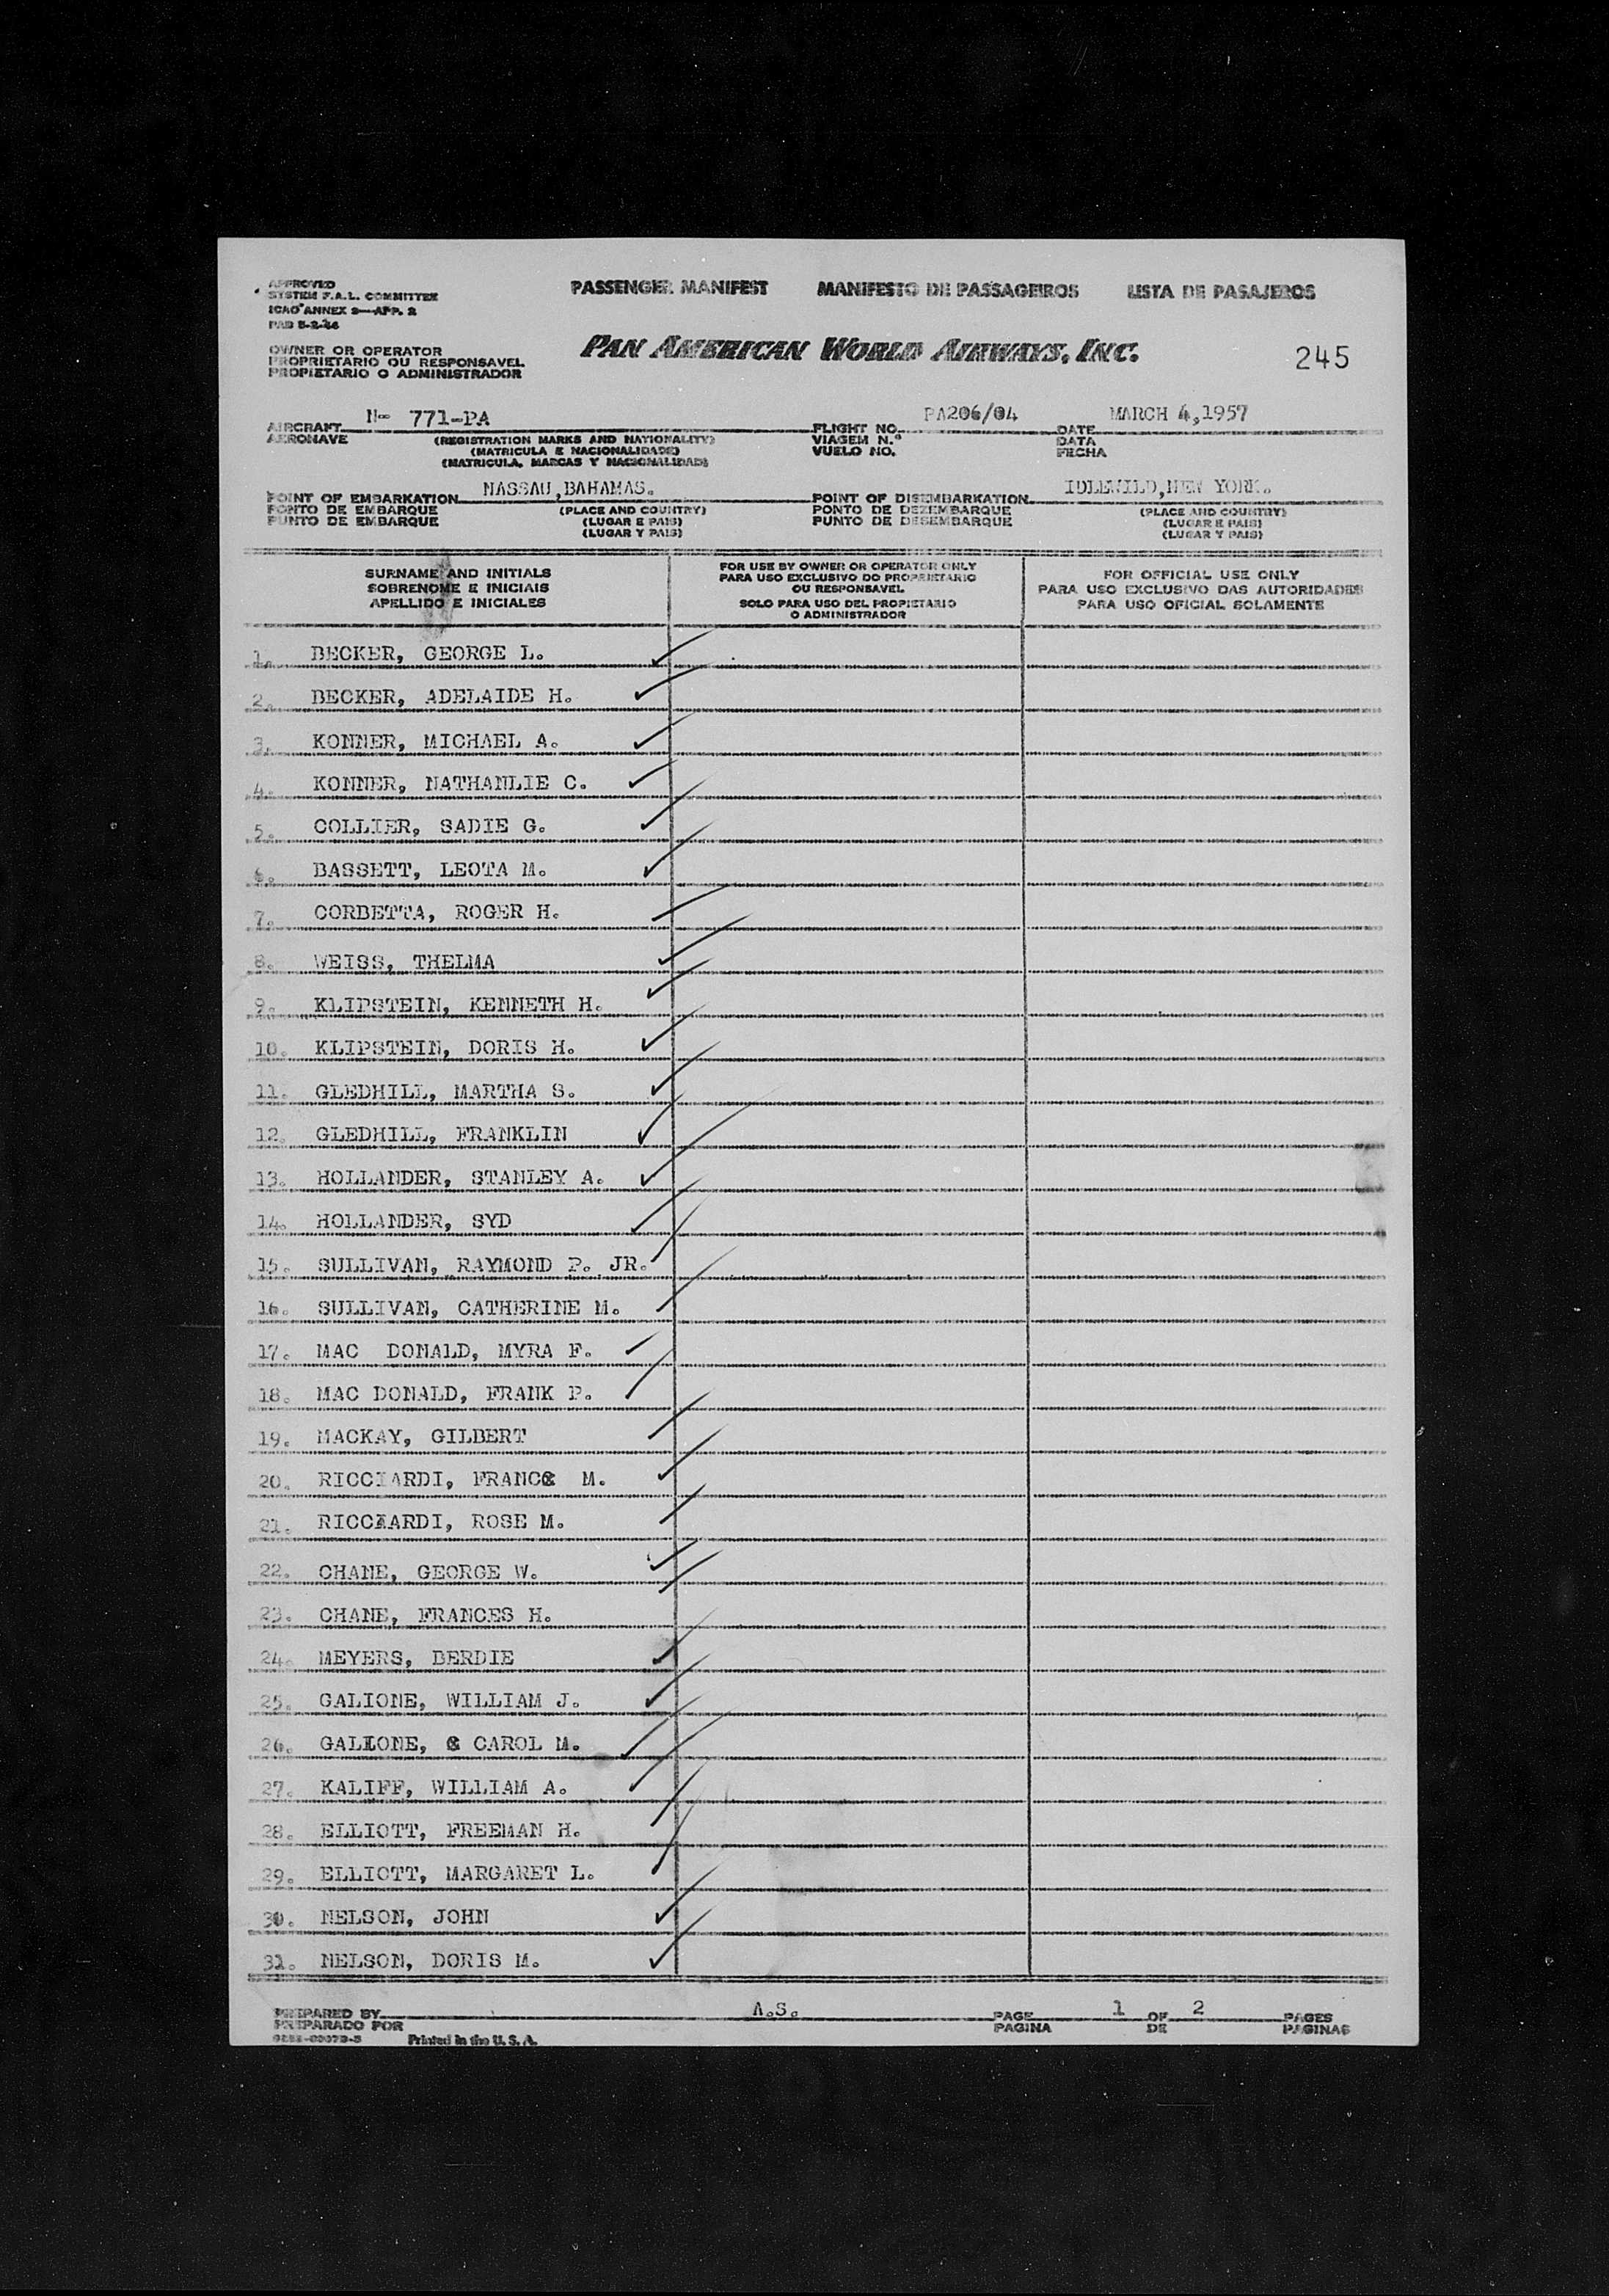 APPROVED
SYSTEM F.A.L. COMMITTEE
ICAO ANNEX 9—APP. 2
PAB 5-2-46
PASSENGER MANIFEST MANIFESTO DE PASSAGEIROS LISTA DE PASAJEROS
OWNER OR OPERATOR
PROPRIETARIO OU RESPONSAVEL
PROPIETARIO O ADMINISTRADOR
PAN AMERICAN WORLD AIRWAYS, INC.
245
AIRCRAFT N- 771-PA FLIGHT NO. PA206/04 DATE MARCH 4,1957
AERONAVE (REGISTRATION MARKS AND NATIONALITY) VIAGEM N.º DATA
(MATRICULA E NACIONALIDADE) VUELO NO. FECHA
(MATRICULA, MARCAS Y NACIONALIDAD)
POINT OF EMBARKATION NASSAU,BAHAMAS. POINT OF DISEMBARKATION IDLEWILD,NEW YORK.
PONTO DE EMBARQUE (PLACE AND COUNTRY) PONTO DE DEZEMBARQUE (PLACE AND COUNTRY)
PUNTO DE EMBARQUE (LUGAR E PAIS) PUNTO DE DESEMBARQUE (LUGAR E PAIS)
(LUGAR Y PAIS) (LUGAR Y PAIS)
SURNAME AND INITIALS
SOBRENOME E INICIAIS
APELLIDO E INICIALES
FOR USE BY OWNER OR OPERATOR ONLY
PARA USO EXCLUSIVO DO PROPRIETARIO
OU RESPONSAVEL
SOLO PARA USO DEL PROPIETARIO
O ADMINISTRADOR
FOR OFFICIAL USE ONLY
PARA USO EXCLUSIVO DAS AUTORIDADES
PARA USO OFICIAL SOLAMENTE
1. BECKER, GEORGE L.
2. BECKER, ADELAIDE H.
3. KONNER, MICHAEL A.
4. KONNER, NATHANLIE C.
5. COLLIER, SADIE G.
6. BASSETT, LEOTA M.
7. CORBETTA, ROGER H.
8. WEISS, THELMA
9. KLIPSTEIN, KENNETH H.
10. KLIPSTEIN, DORIS H.
11. GLEDHILL, MARTHA S.
12. GLEDHILL, FRANKLIN
13. HOLLANDER, STANLEY A.
14. HOLLANDER, SYD
15. SULLIVAN, RAYMOND P. JR.
16. SULLIVAN, CATHERINE M.
17. MAC DONALD, MYRA F.
18. MAC DONALD, FRANK P.
19. MACKAY, GILBERT
20. RICCIARDI, M.
21. RICCIARDI, ROSE M.
22. CHANE, GEORGE W.
23. CHANE, FRANCES H.
24. MEYERS, BERDIE
25. GALIONE, WILLIAM J.
26. GALIONE, CAROL M.
27. KALIFF, WILLIAM A.
28. ELLIOTT, FREEMAN H.
29. ELLIOTT, MARGARET L.
30. NELSON, JOHN
31. NELSON, DORIS M.
PREPARED BY A.S. PAGE 1 OF 2 PAGES
PREPARADO POR PAGINA DE PAGINAS
Printed in the U. S. A.